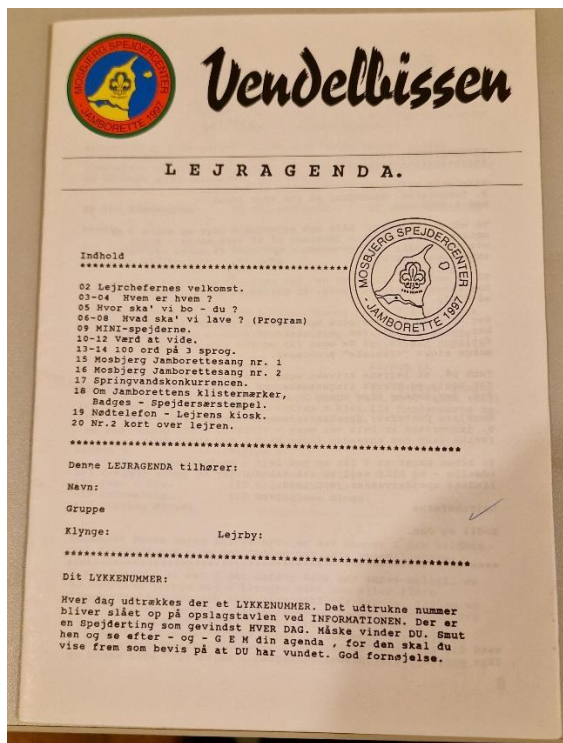 MOSBJERG SPEJDERCENTER
- JAMBORETTE 1997
Vendelbissen
LEJRAGENDA.
MOSBJERG SPEJDERCENTER
- JAMBORETTE 1997
Indhold
************************************************
02 Lejrchefernes velkomst.
03-04 Hvem er hvem ?
05 Hvor ska' vi bo - du ?
06-08 Hvad ska' vi lave ? (Program)
09 MINI-spejderne.
10-12 Værd at vide.
13-14 100 ord på 3 sprog.
15 Mosbjerg Jamborettesang nr. 1
16 Mosbjerg Jamborettesang nr. 2
17 Springvandskonkurrencen.
18 Om Jamborettens klistermærker,
Badges - Spejdersærstempel.
19 Nødtelefon - Lejrens kiosk.
20 Nr.2 kort over lejren.
************************************************************
Denne LEJRAGENDA tilhører:
Navn:
Gruppe
Klynge: Lejrby:
************************************************************
Dit LYKKENUMMER:
Hver dag udtrækkes der et LYKKENUMMER. Det udtrukne nummer
bliver slået op på opslagstavlen ved INFORMATIONEN. Der er
en Spejderting som gevindst HVER DAG. Måske vinder DU. Smut
hen og se efter - og - G E M din agenda , for den skal du
vise frem som bevis på at DU har vundet. God fornøjelse.